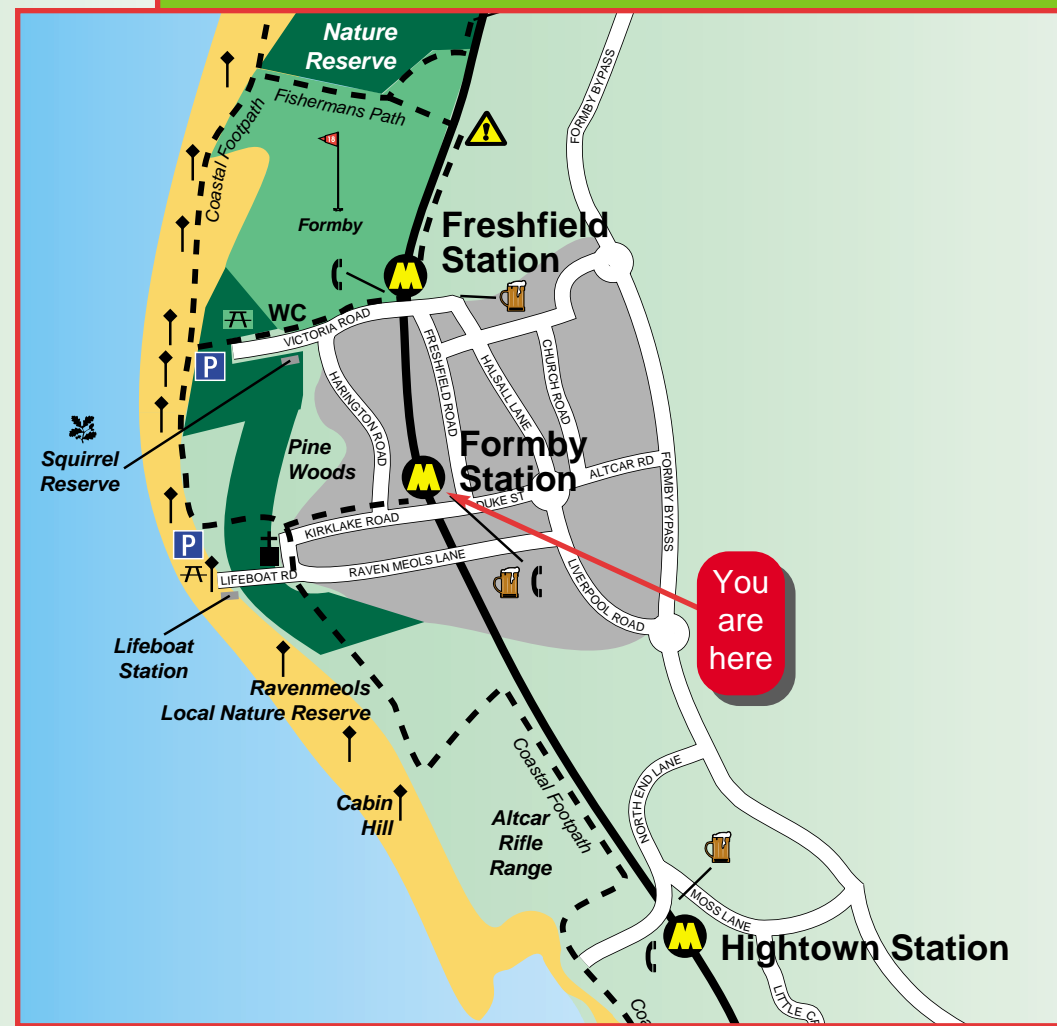 Nature
Reserve
Fishermans Path
Coastal Footpath
18
Formby
FORMBY BYPASS
Freshfield
Station
WC
VICTORIA ROAD
P
FRESHFIELD ROAD
HALSALL LANE
CHURCH ROAD
HARINGTON ROAD
Squirrel
Reserve
Pine
Woods
Formby
Station
ALTCAR RD
FORMBY BYPASS
DUKE ST
KIRKLAKE ROAD
P
RAVEN MEOLS LANE
LIFEBOAT RD
LIVERPOOL ROAD
You
are
here
Lifeboat
Station
Ravenmeols
Local Nature Reserve
Coastal Footpath
Cabin
Hill
Altcar
Rifle
Range
NORTH END LANE
MOSS LANE
Hightown Station
LITTLE